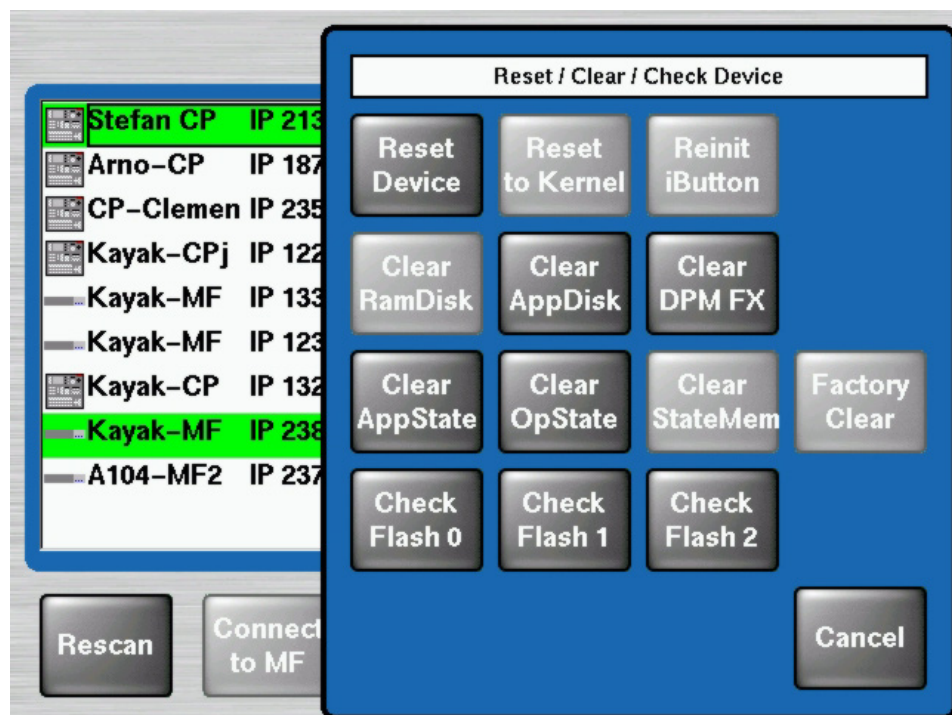 Reset / Clear / Check Device
Stefan CP IP 213
Arno-CP IP 187
CP-Clemen IP 235
Kayak-CPj IP 122
Kayak-MF IP 133
Kayak-MF IP 123
Kayak-CP IP 132
Kayak-MF IP 238
A104-MF2 IP 237
Reset Device
Reset to Kernel
Reinit iButton
Clear RamDisk
Clear AppDisk
Clear DPM FX
Clear AppState
Clear OpState
Clear StateMem
Factory Clear
Check Flash 0
Check Flash 1
Check Flash 2
Rescan
Connect to MF
Cancel